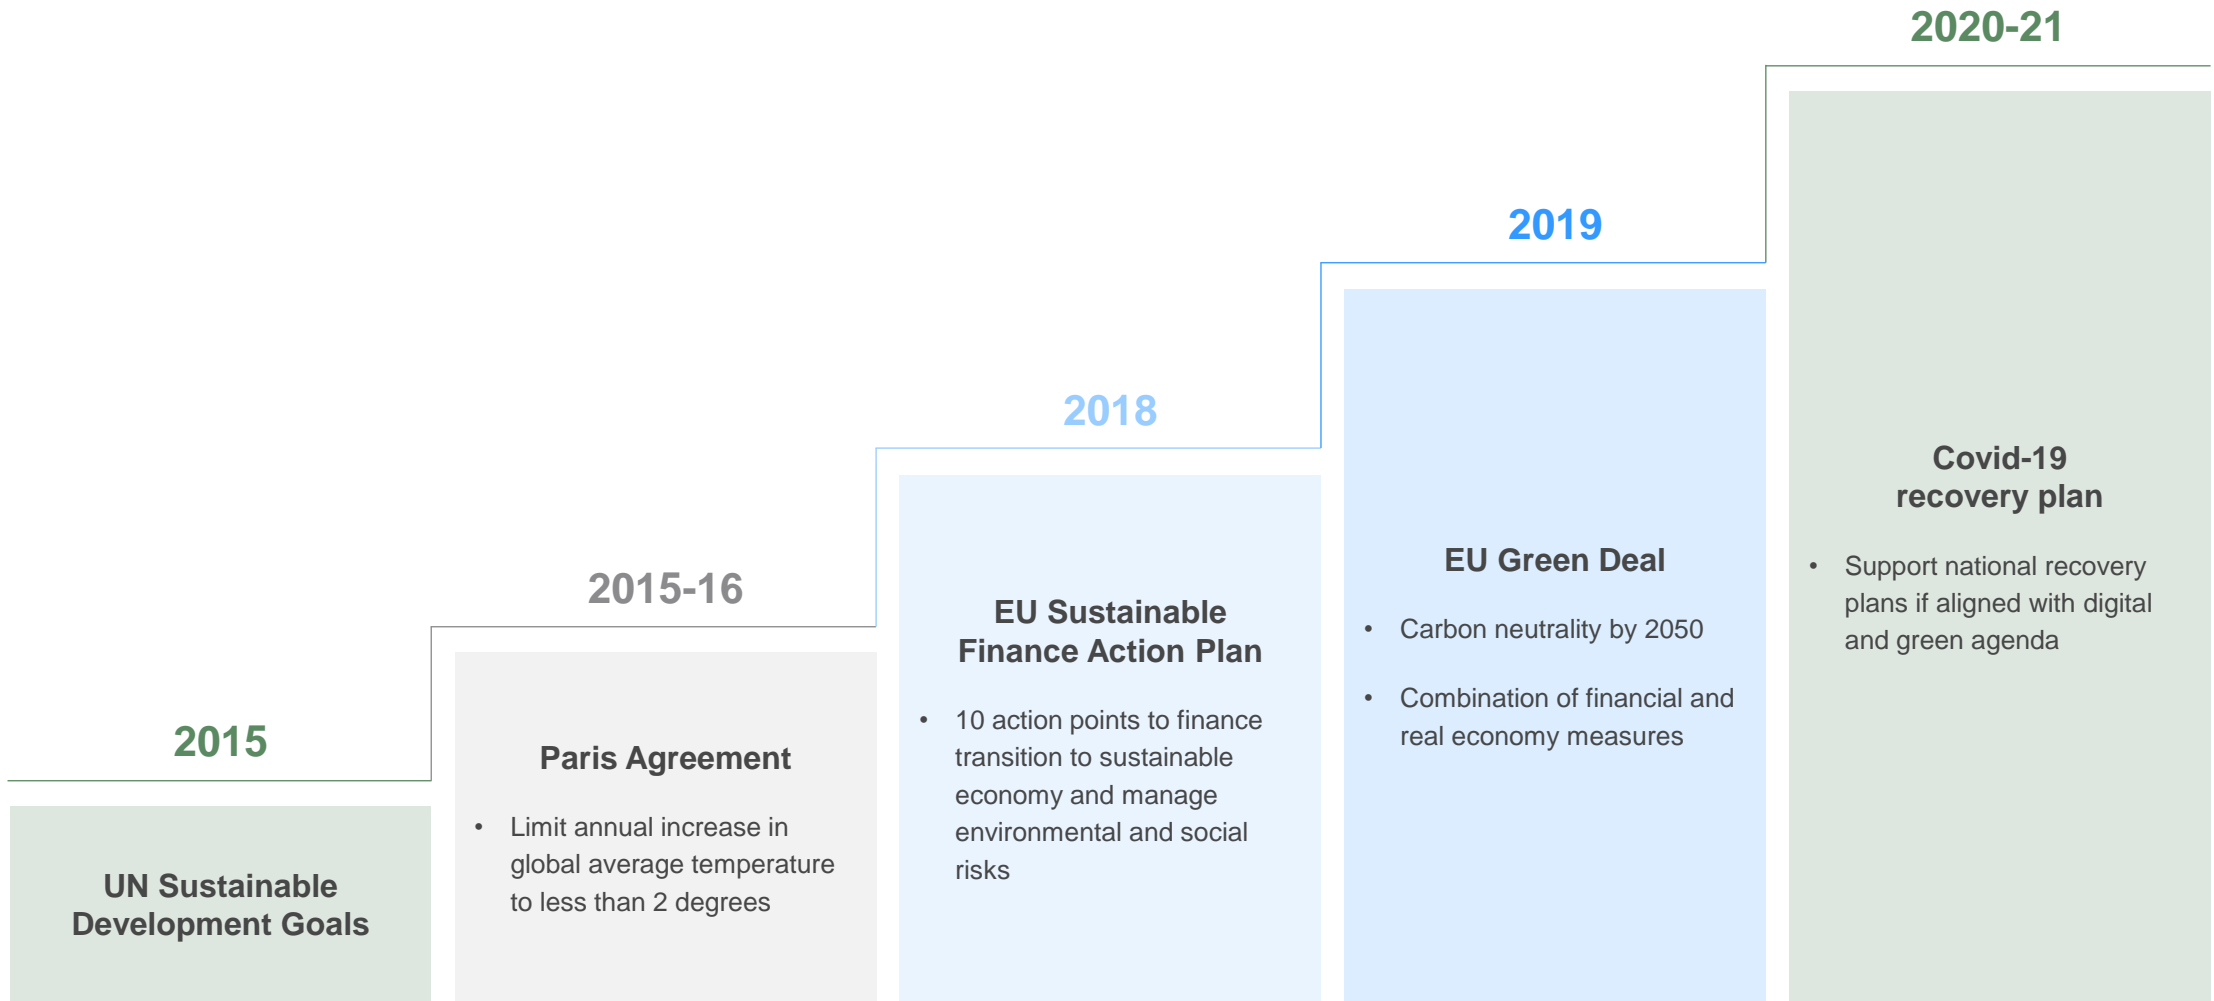 2015
UN Sustainable
Development Goals
2015-16
Paris Agreement
• Limit annual increase in
global average temperature
to less than 2 degrees
2018
EU Sustainable
Finance Action Plan
• 10 action points to finance
transition to sustainable
economy and manage
environmental and social
risks
2019
EU Green Deal
• Carbon neutrality by 2050
• Combination of financial and
real economy measures
2020-21
Covid-19
recovery plan
• Support national recovery
plans if aligned with digital
and green agenda